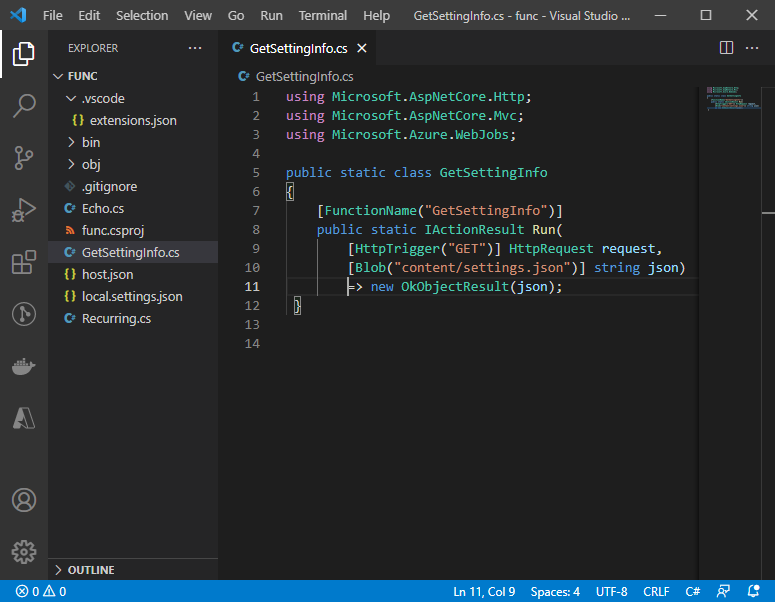 File Edit Selection View Go Run Terminal Help GetSettingInfo.cs - func - Visual Studio ...
EXPLORER
FUNC
.vscode
{} extensions.json
bin
obj
.gitignore
C# Echo.cs
func.csproj
C# GetSettingInfo.cs
{} host.json
{} local.settings.json
C# Recurring.cs
OUTLINE
C# GetSettingInfo.cs
C# GetSettingInfo.cs
1 using Microsoft.AspNetCore.Http;
2 using Microsoft.AspNetCore.Mvc;
3 using Microsoft.Azure.WebJobs;
4
5 public static class GetSettingInfo
6 {
7 [FunctionName("GetSettingInfo")]
8 public static IActionResult Run(
9 [HttpTrigger("GET")] HttpRequest request,
10 [Blob("content/settings.json")] string json)
11 => new OkObjectResult(json);
12 }
13
14
0 0 Ln 11, Col 9 Spaces: 4 UTF-8 CRLF C#